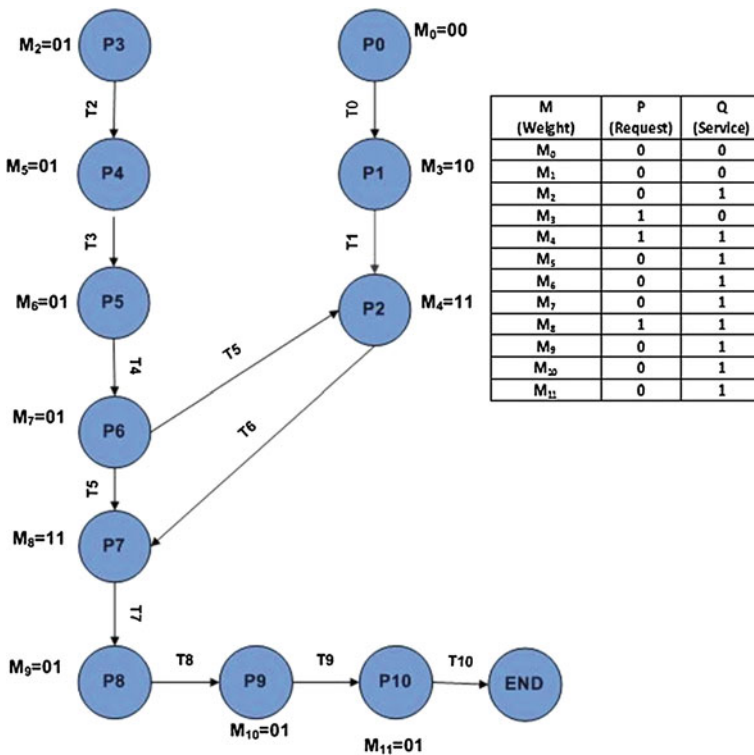 M₂=01
P3
P0
M₀=00
T2
T0
M₅=01
P4
P1
M₃=10
T3
T1
M₆=01
P5
P2
M₄=11
T4
T5
T6
M₇=01
P6
T5
M₈=11
P7
T7
M₉=01
P8
T8
P9
T9
P10
T10
END
M₁₀=01
M₁₁=01
M (Weight) P (Request) Q (Service)
M₀ 0 0
M₁ 0 0
M₂ 0 1
M₃ 1 0
M₄ 1 1
M₅ 0 1
M₆ 0 1
M₇ 0 1
M₈ 1 1
M₉ 0 1
M₁₀ 0 1
M₁₁ 0 1